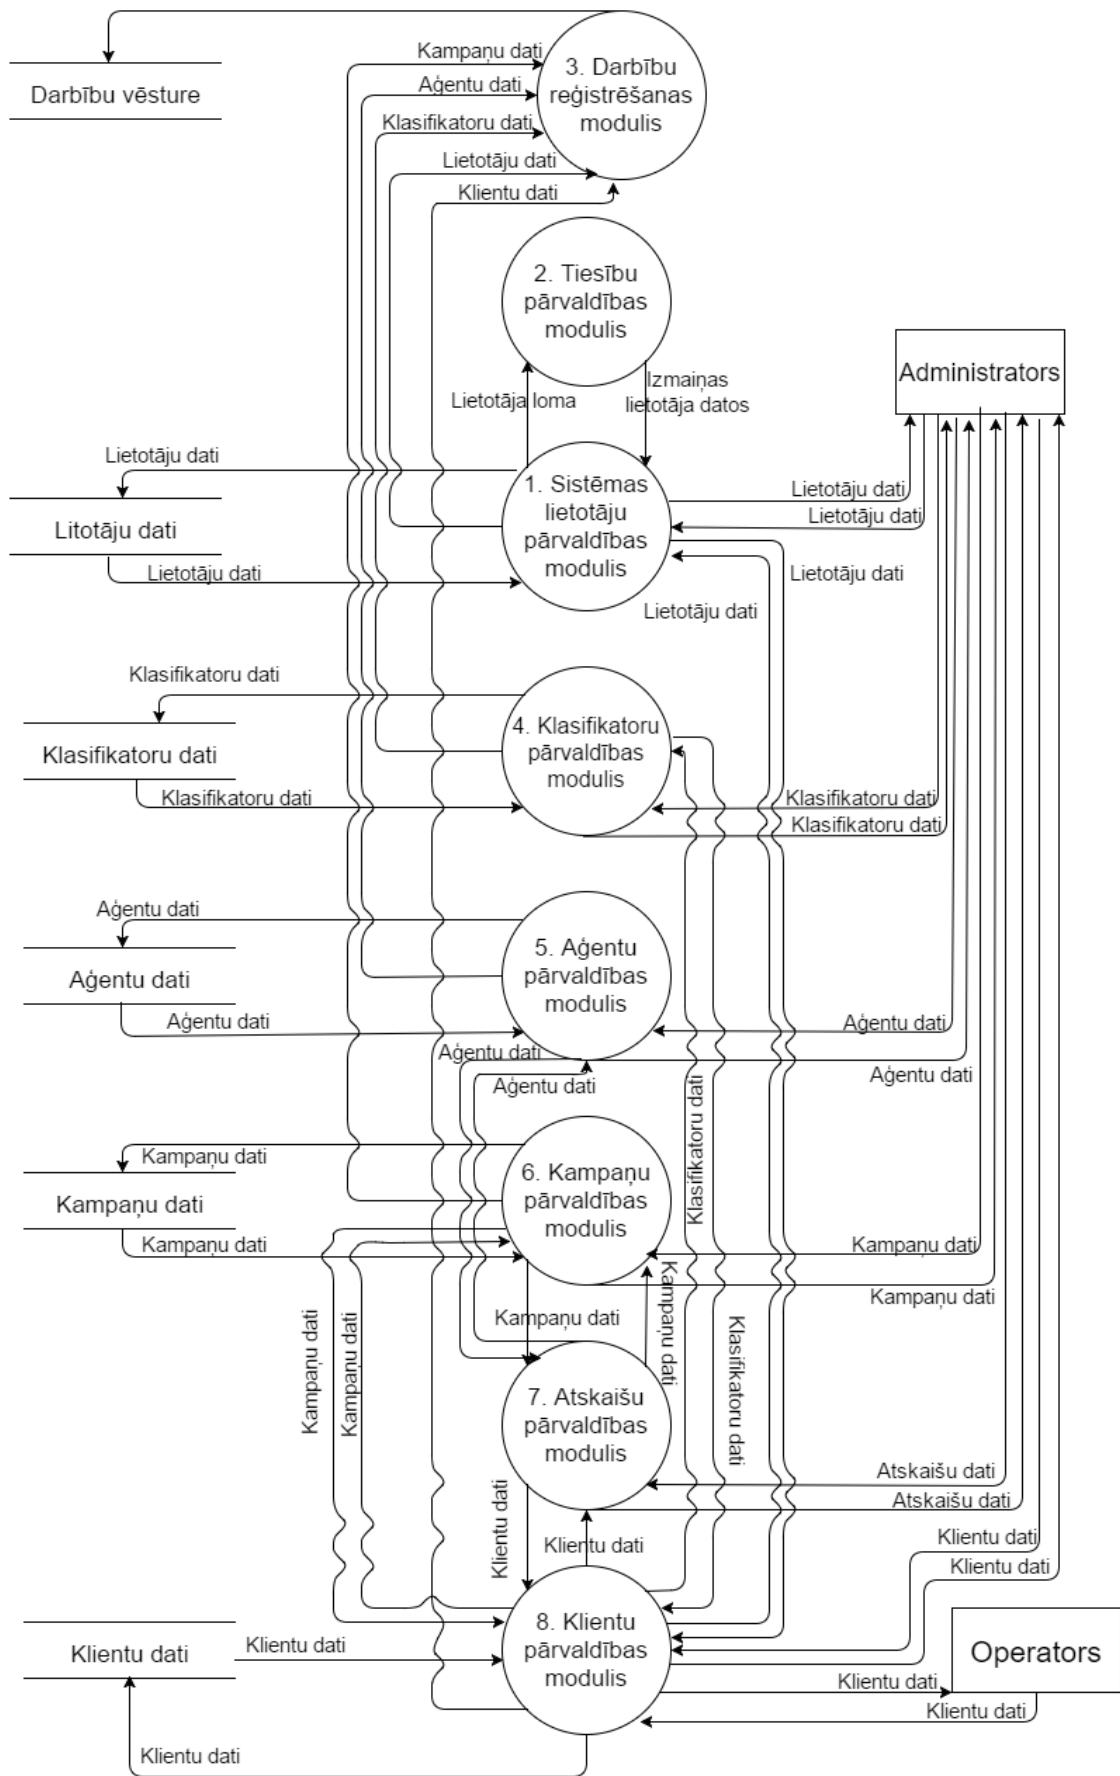 Kampaņu dati
3. Darbību
reģistrēšanas
modulis
Darbību vēsture
Aģentu dati
Klasifikatoru dati
Lietotāju dati
Klientu dati
2. Tiesību
pārvaldības
modulis
Administrators
Lietotāja loma
Izmaiņas
lietotāja datos
Lietotāju dati
1. Sistēmas
lietotāju
pārvaldības
modulis
Lietotāju dati
Lietotāju dati
Litotāju dati
Lietotāju dati
Lietotāju dati
Lietotāju dati
Klasifikatoru dati
4. Klasifikatoru
pārvaldības
modulis
Klasifikatoru dati
Klasifikatoru dati
Klasifikatoru dati
Klasifikatoru dati
Aģentu dati
5. Aģentu
pārvaldības
modulis
Aģentu dati
Aģentu dati
Aģentu dati
Aģentu dati
Aģentu dati
Aģentu dati
Klasifikatoru dati
Kampaņu dati
6. Kampaņu
pārvaldības
modulis
Kampaņu dati
Kampaņu dati
Kampaņu dati
Kampaņu dati
Kampaņu dati
Kampaņu dati
Kampaņu dati
Kampaņu dati
Klasifikatoru dati
7. Atskaišu
pārvaldības
modulis
Atskaišu dati
Atskaišu dati
Klientu dati
Klientu dati
Klientu dati
Klientu dati
8. Klientu
pārvaldības
modulis
Klientu dati
Klientu dati
Operators
Klientu dati
Klientu dati
Klientu dati